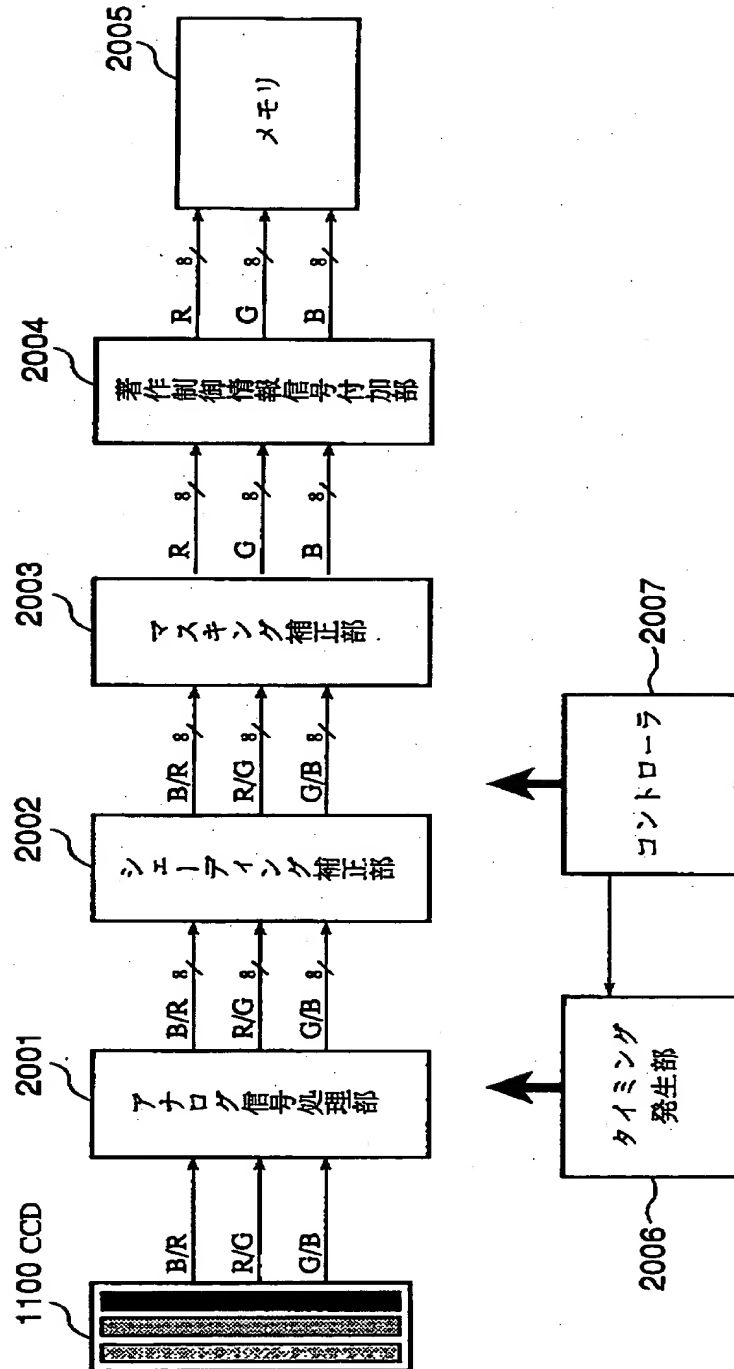 1100 CCD
B/R
R/G
G/B
2001
アナログ信号処理部
B/R
8
R/G
8
G/B
8
2002
シェーディング補正部
B/R
8
R/G
8
G/B
8
2003
マスキング補正部
R
8
G
8
B
8
2004
著作制御情報信号付加部
R
8
G
8
B
8
2005
メモリ
2006
タイミング
発生部
2007
コントローラ